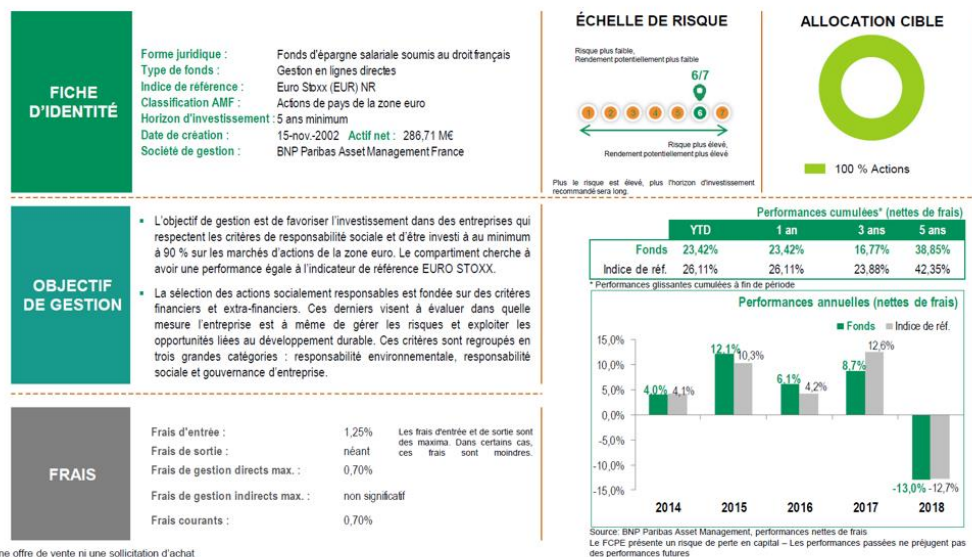 FICHE
D'IDENTITÉ
Forme juridique : Fonds d'épargne salariale soumis au droit français
Type de fonds : Gestion en lignes directes
Indice de référence : Euro Stoxx (EUR) NR
Classification AMF : Actions de pays de la zone euro
Horizon d'investissement : 5 ans minimum
Date de création : 15-nov.-2002 Actif net : 286,71 M€
Société de gestion : BNP Paribas Asset Management France
ÉCHELLE DE RISQUE
Risque plus faible,
Rendement potentiellement plus faible
6/7
1 2 3 4 5 6 7
Risque plus élevé,
Rendement potentiellement plus élevé
Plus le risque est élevé, plus l'horizon d'investissement
recommandé sera long.
ALLOCATION CIBLE
100 % Actions
OBJECTIF
DE GESTION
▪ L'objectif de gestion est de favoriser l'investissement dans des entreprises qui
respectent les critères de responsabilité sociale et d'être investi à au minimum
à 90 % sur les marchés d'actions de la zone euro. Le compartiment cherche à
avoir une performance égale à l'indicateur de référence EURO STOXX.
▪ La sélection des actions socialement responsables est fondée sur des critères
financiers et extra-financiers. Ces derniers visent à évaluer dans quelle
mesure l'entreprise est à même de gérer les risques et exploiter les
opportunités liées au développement durable. Ces critères sont regroupés en
trois grandes catégories : responsabilité environnementale, responsabilité
sociale et gouvernance d'entreprise.
Performances cumulées* (nettes de frais)
YTD 1 an 3 ans 5 ans
Fonds 23,42% 23,42% 16,77% 38,85%
Indice de réf. 26,11% 26,11% 23,88% 42,35%
* Performances glissantes cumulées à fin de période
Performances annuelles (nettes de frais)
Fonds Indice de réf.
15,0%
10,0%
5,0%
0,0%
-5,0%
-10,0%
-15,0%
4,0% 4,1%
12,1% 10,3%
6,1% 4,2%
8,7% 12,6%
-13,0% -12,7%
2014 2015 2016 2017 2018
Source: BNP Paribas Asset Management, performances nettes de frais
Le FCPE présente un risque de perte en capital – Les performances passées ne préjugent pas
des performances futures
FRAIS
Frais d'entrée : 1,25%
Frais de sortie : néant
Frais de gestion directs max. : 0,70%
Frais de gestion indirects max. : non significatif
Frais courants : 0,70%
Les frais d'entrée et de sortie sont
des maxima. Dans certains cas,
ces frais sont moindres.
ne offre de vente ni une sollicitation d'achat